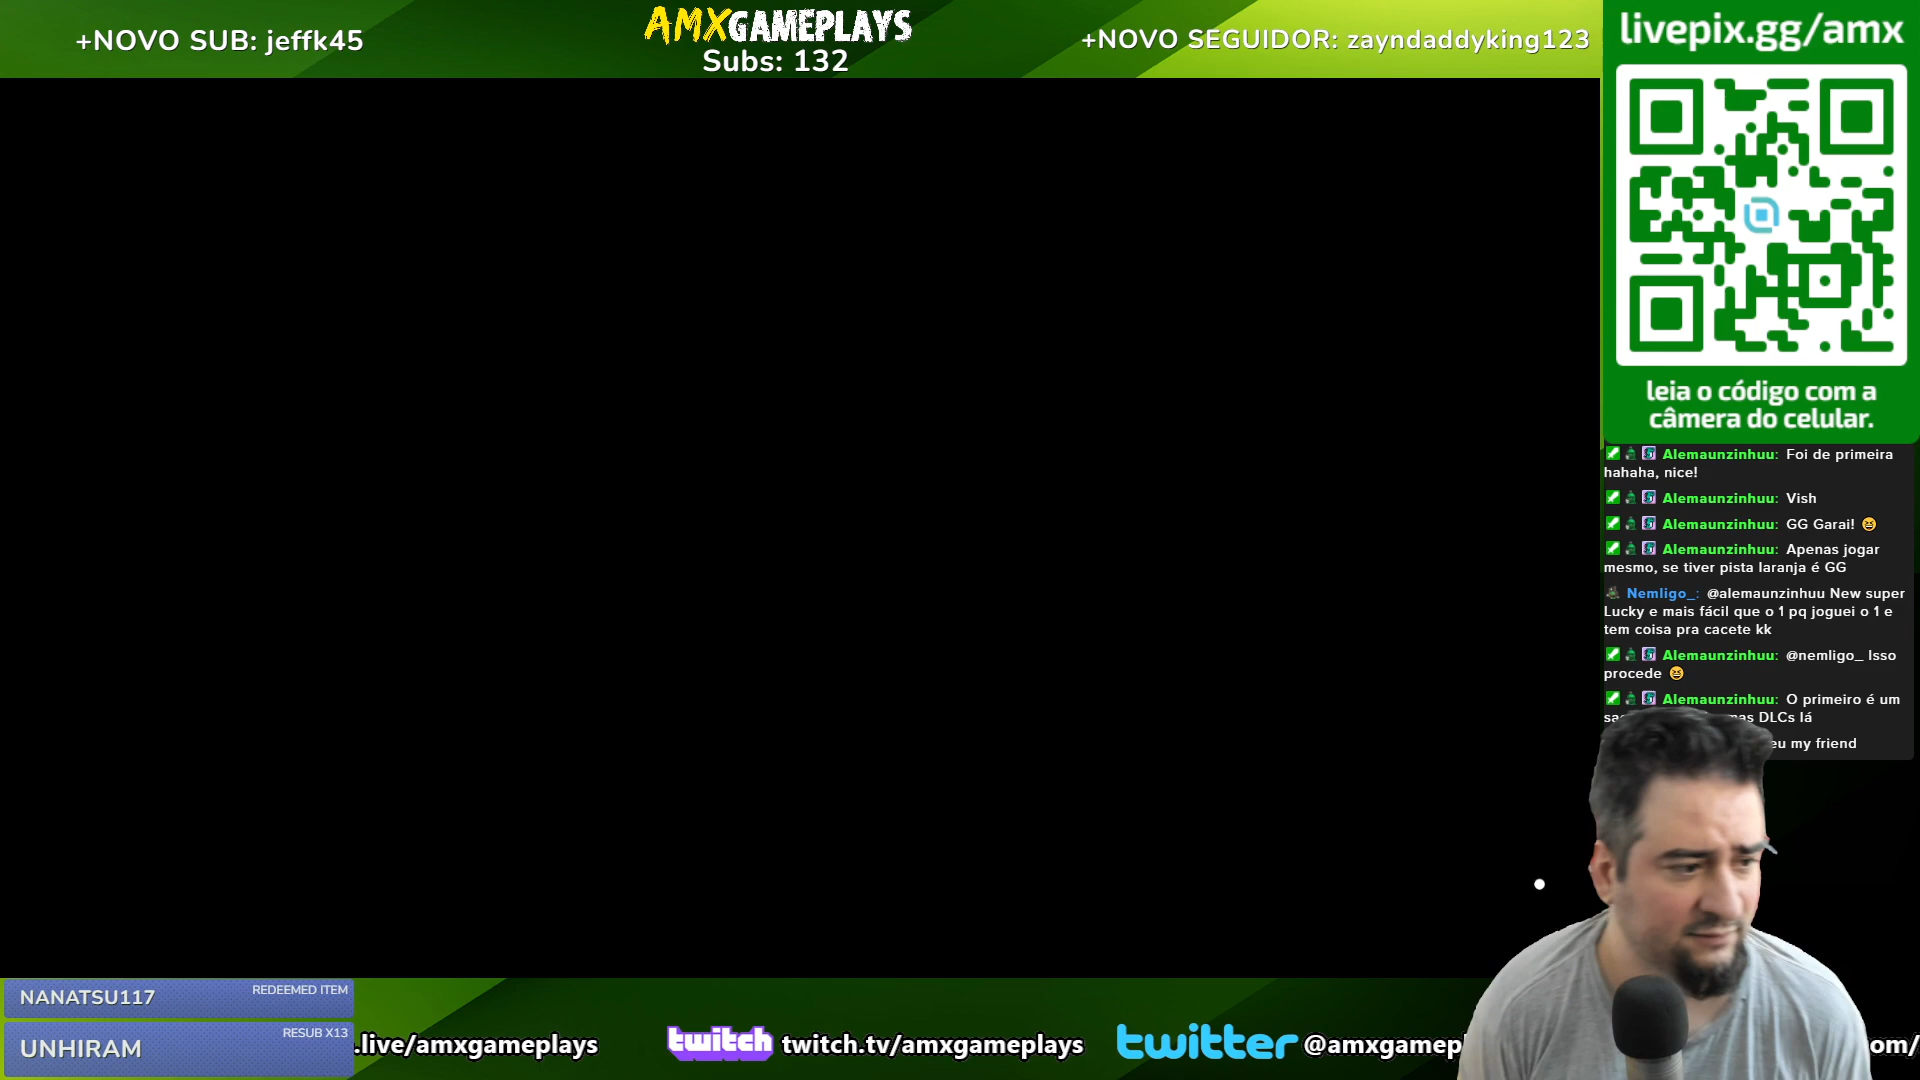 +NOVO SUB: jeffk45
AMXGAMEPLAYS
Subs: 132
+NOVO SEGUIDOR: zayndaddyking123
livepix.gg/amx
leia o código com a
câmera do celular.
Alemaunzinhuu: Foi de primeira
hahaha, nice!
Alemaunzinhuu: Vish
Alemaunzinhuu: GG Garai! 😆
Alemaunzinhuu: Apenas jogar
mesmo, se tiver pista laranja é GG
Nemligo_: @alemaunzinhuu New super
Lucky e mais fácil que o 1 pq joguei o 1 e
tem coisa pra cacete kk
Alemaunzinhuu: @nemligo_ Isso
procede 😆
Alemaunzinhuu: O primeiro é um
DLCs lá
my friend
NANATSU117
REDEEMED ITEM
UNHIRAM
RESUB X13
.live/amxgameplays
twitch
twitch.tv/amxgameplays
twitter